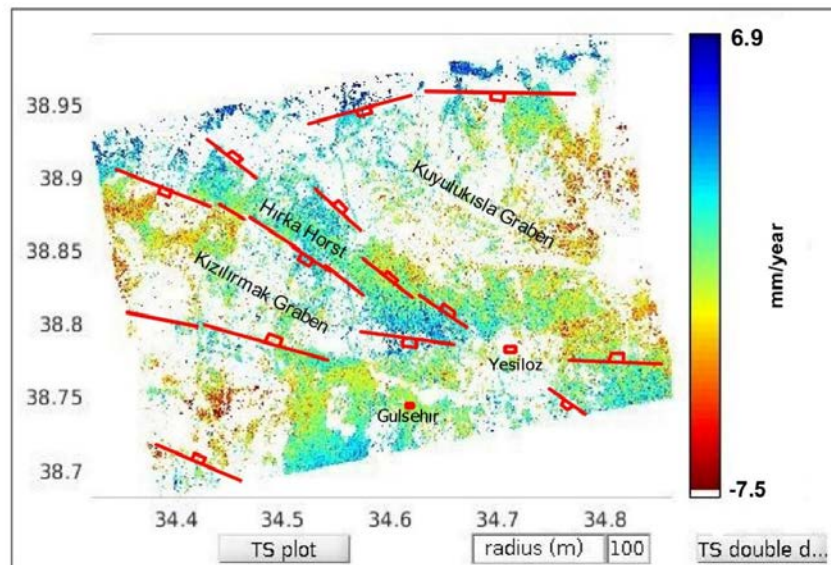 6.9
38.95
38.9
38.85
38.8
38.75
38.7
Kuyulukisla Graben
Hırka Horst
Kızılırmak Graben
Yesiloz
Gulsehır
mm/year
-7.5
34.4 34.5 34.6 34.7 34.8
TS plot
radius (m) 100
TS double d...